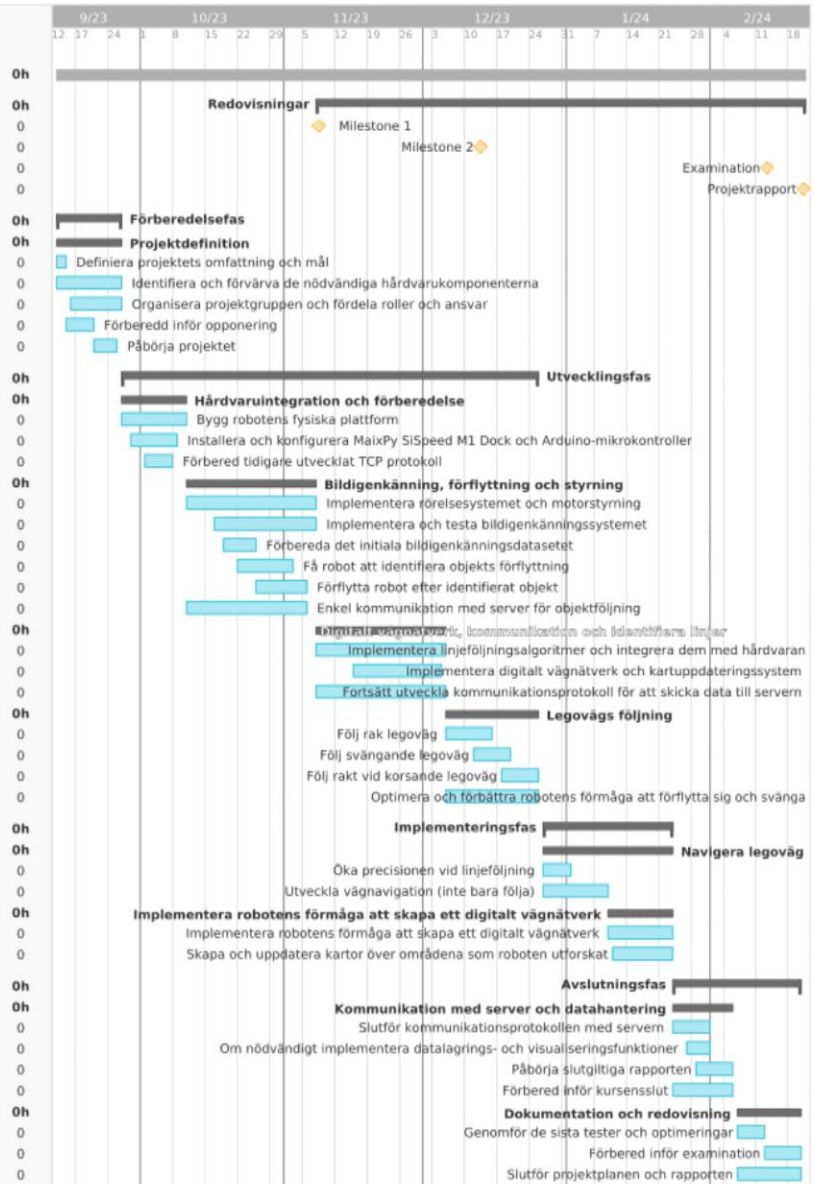 9/23 10/23 11/23 12/23 1/24 2/24
12 17 24 1 8 15 22 29 5 12 19 26 3 10 17 24 31 7 14 21 28 4 11 18
0h
0h Redovisningar
0 Milestone 1
0 Milestone 2
0 Examination
0 Projektrapport
0h Förberedelsefas
0h Projektdefinition
0 Definiera projektets omfattning och mål
0 Identifiera och förvärva de nödvändiga hårdvarukomponenterna
0 Organisera projektgruppen och fördela roller och ansvar
0 Förberedd inför opponering
0 Påbörja projektet
0h Utvecklingsfas
0h Hårdvaruintegration och förberedelse
0 Bygg robotens fysiska plattform
0 Installera och konfigurera MaixPy SiSpeed M1 Dock och Arduino-mikrokontroller
0 Förbered tidigare utvecklat TCP protokoll
0h Bildigenkänning, förflyttning och styrning
0 Implementera rörelsesystemet och motorstyrning
0 Implementera och testa bildigenkänningssystemet
0 Förbereda det initiala bildigenkänningsdatasetet
0 Få robot att identifiera objekts förflyttning
0 Förflytta robot efter identifierat objekt
0 Enkel kommunikation med server för objektföljning
0h Digitalt vägnätverk, kommunikation och identifiera linjer
0 Implementera linjeföljningsalgoritmer och integrera dem med hårdvaran
0 Implementera digitalt vägnätverk och kartuppdateringssystem
0 Fortsätt utveckla kommunikationsprotokoll för att skicka data till servern
0h Legovägs följning
0 Följ rak legoväg
0 Följ svängande legoväg
0 Följ rakt vid korsande legoväg
0 Optimera och förbättra robotens förmåga att förflytta sig och svänga
0h Implementeringsfas
0h Navigera legoväg
0 Öka precisionen vid linjeföljning
0 Utveckla vägnavigation (inte bara följa)
0h Implementera robotens förmåga att skapa ett digitalt vägnätverk
0 Implementera robotens förmåga att skapa ett digitalt vägnätverk
0 Skapa och uppdatera kartor över områdena som roboten utforskat
0h Avslutningsfas
0h Kommunikation med server och datahantering
0 Slutför kommunikationsprotokollen med servern
0 Om nödvändigt implementera datalagrings- och visualiseringsfunktioner
0 Påbörja slutgiltiga rapporten
0 Förbered inför kursensslut
0h Dokumentation och redovisning
0 Genomför de sista tester och optimeringar
0 Förbered inför examination
0 Slutför projektplanen och rapporten